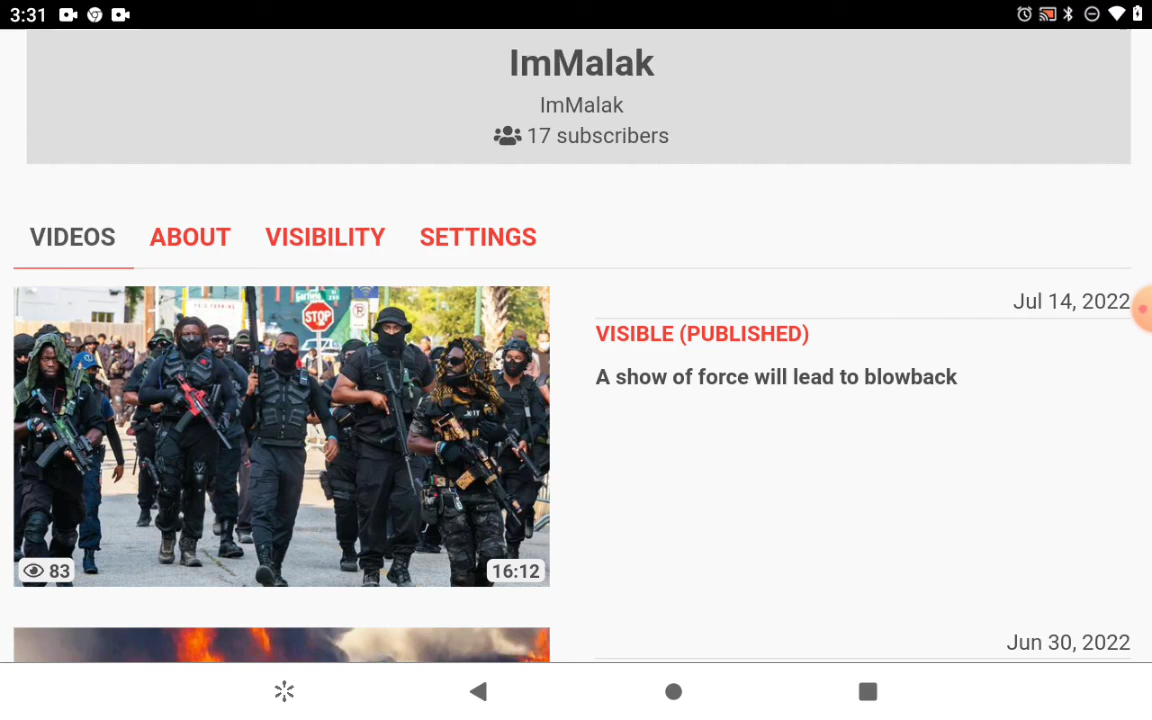 3:31
ImMalak
ImMalak
17 subscribers
VIDEOS ABOUT VISIBILITY SETTINGS
Jul 14, 2022
VISIBLE (PUBLISHED)
A show of force will lead to blowback
STOP
P
83
16:12
Jun 30, 2022